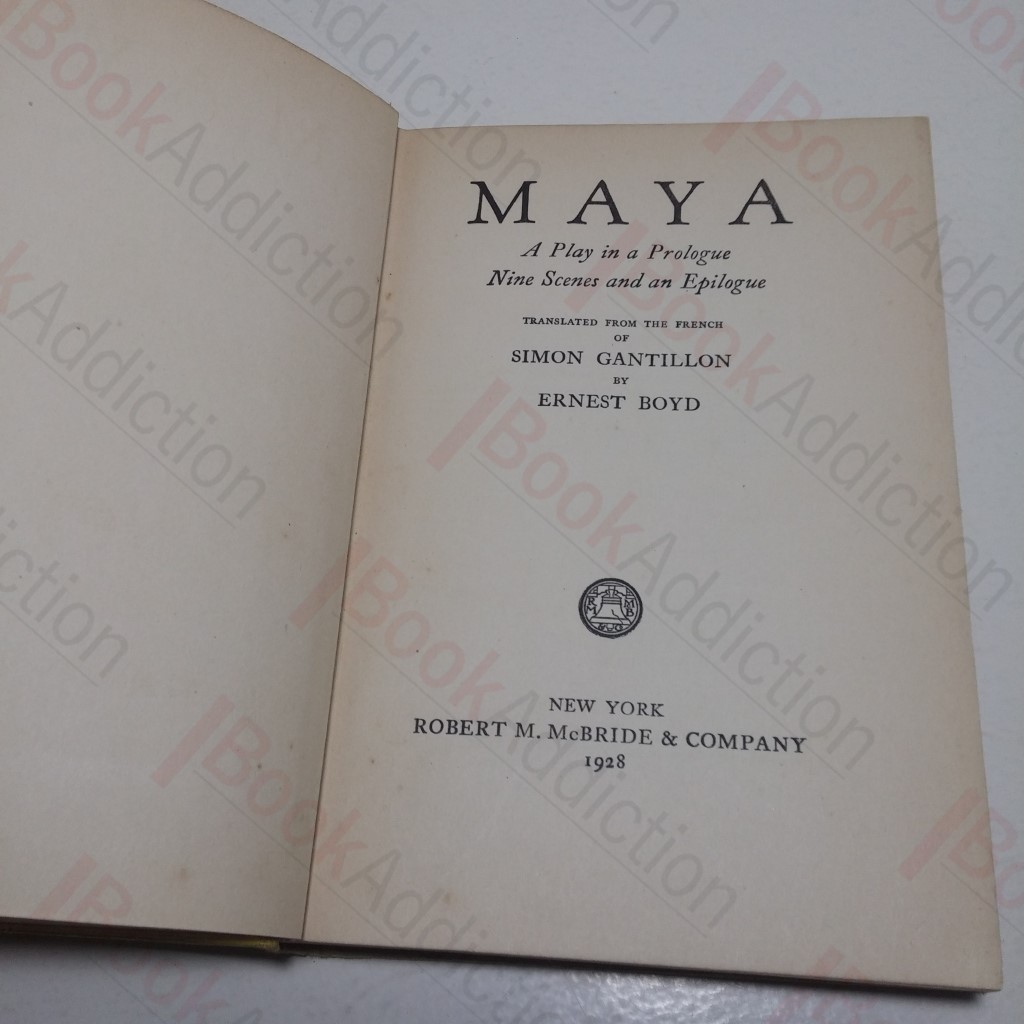 MAYA
A Play in a Prologue
Nine Scenes and an Epilogue
TRANSLATED FROM THE FRENCH
OF
SIMON GANTILLON
BY
ERNEST BOYD
NEW YORK
ROBERT M. McBRIDE & COMPANY
1928
BookAddiction